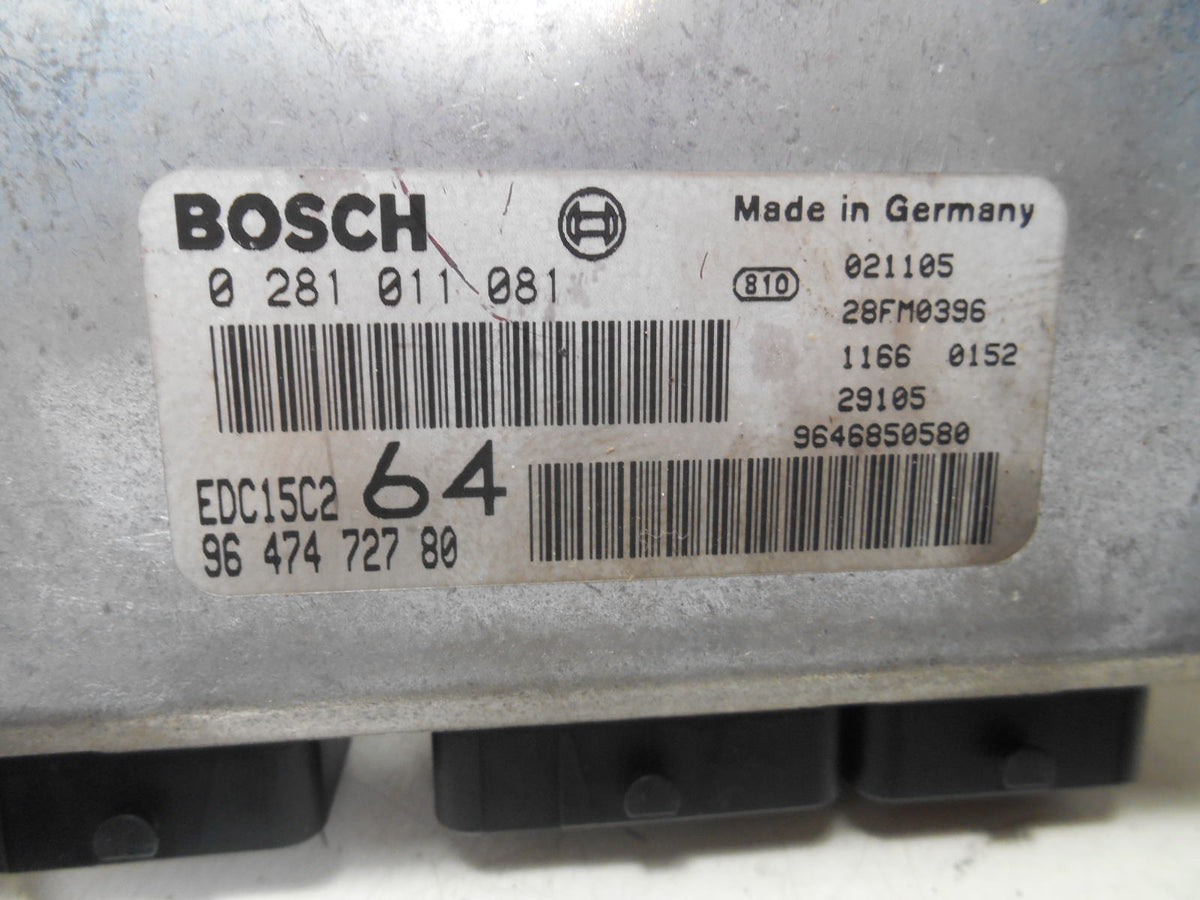 BOSCH
0 281 011 081
Made in Germany
810
021105
28FM0396
1166 0152
29105
9646850580
EDC15C2 64
96 474 727 80